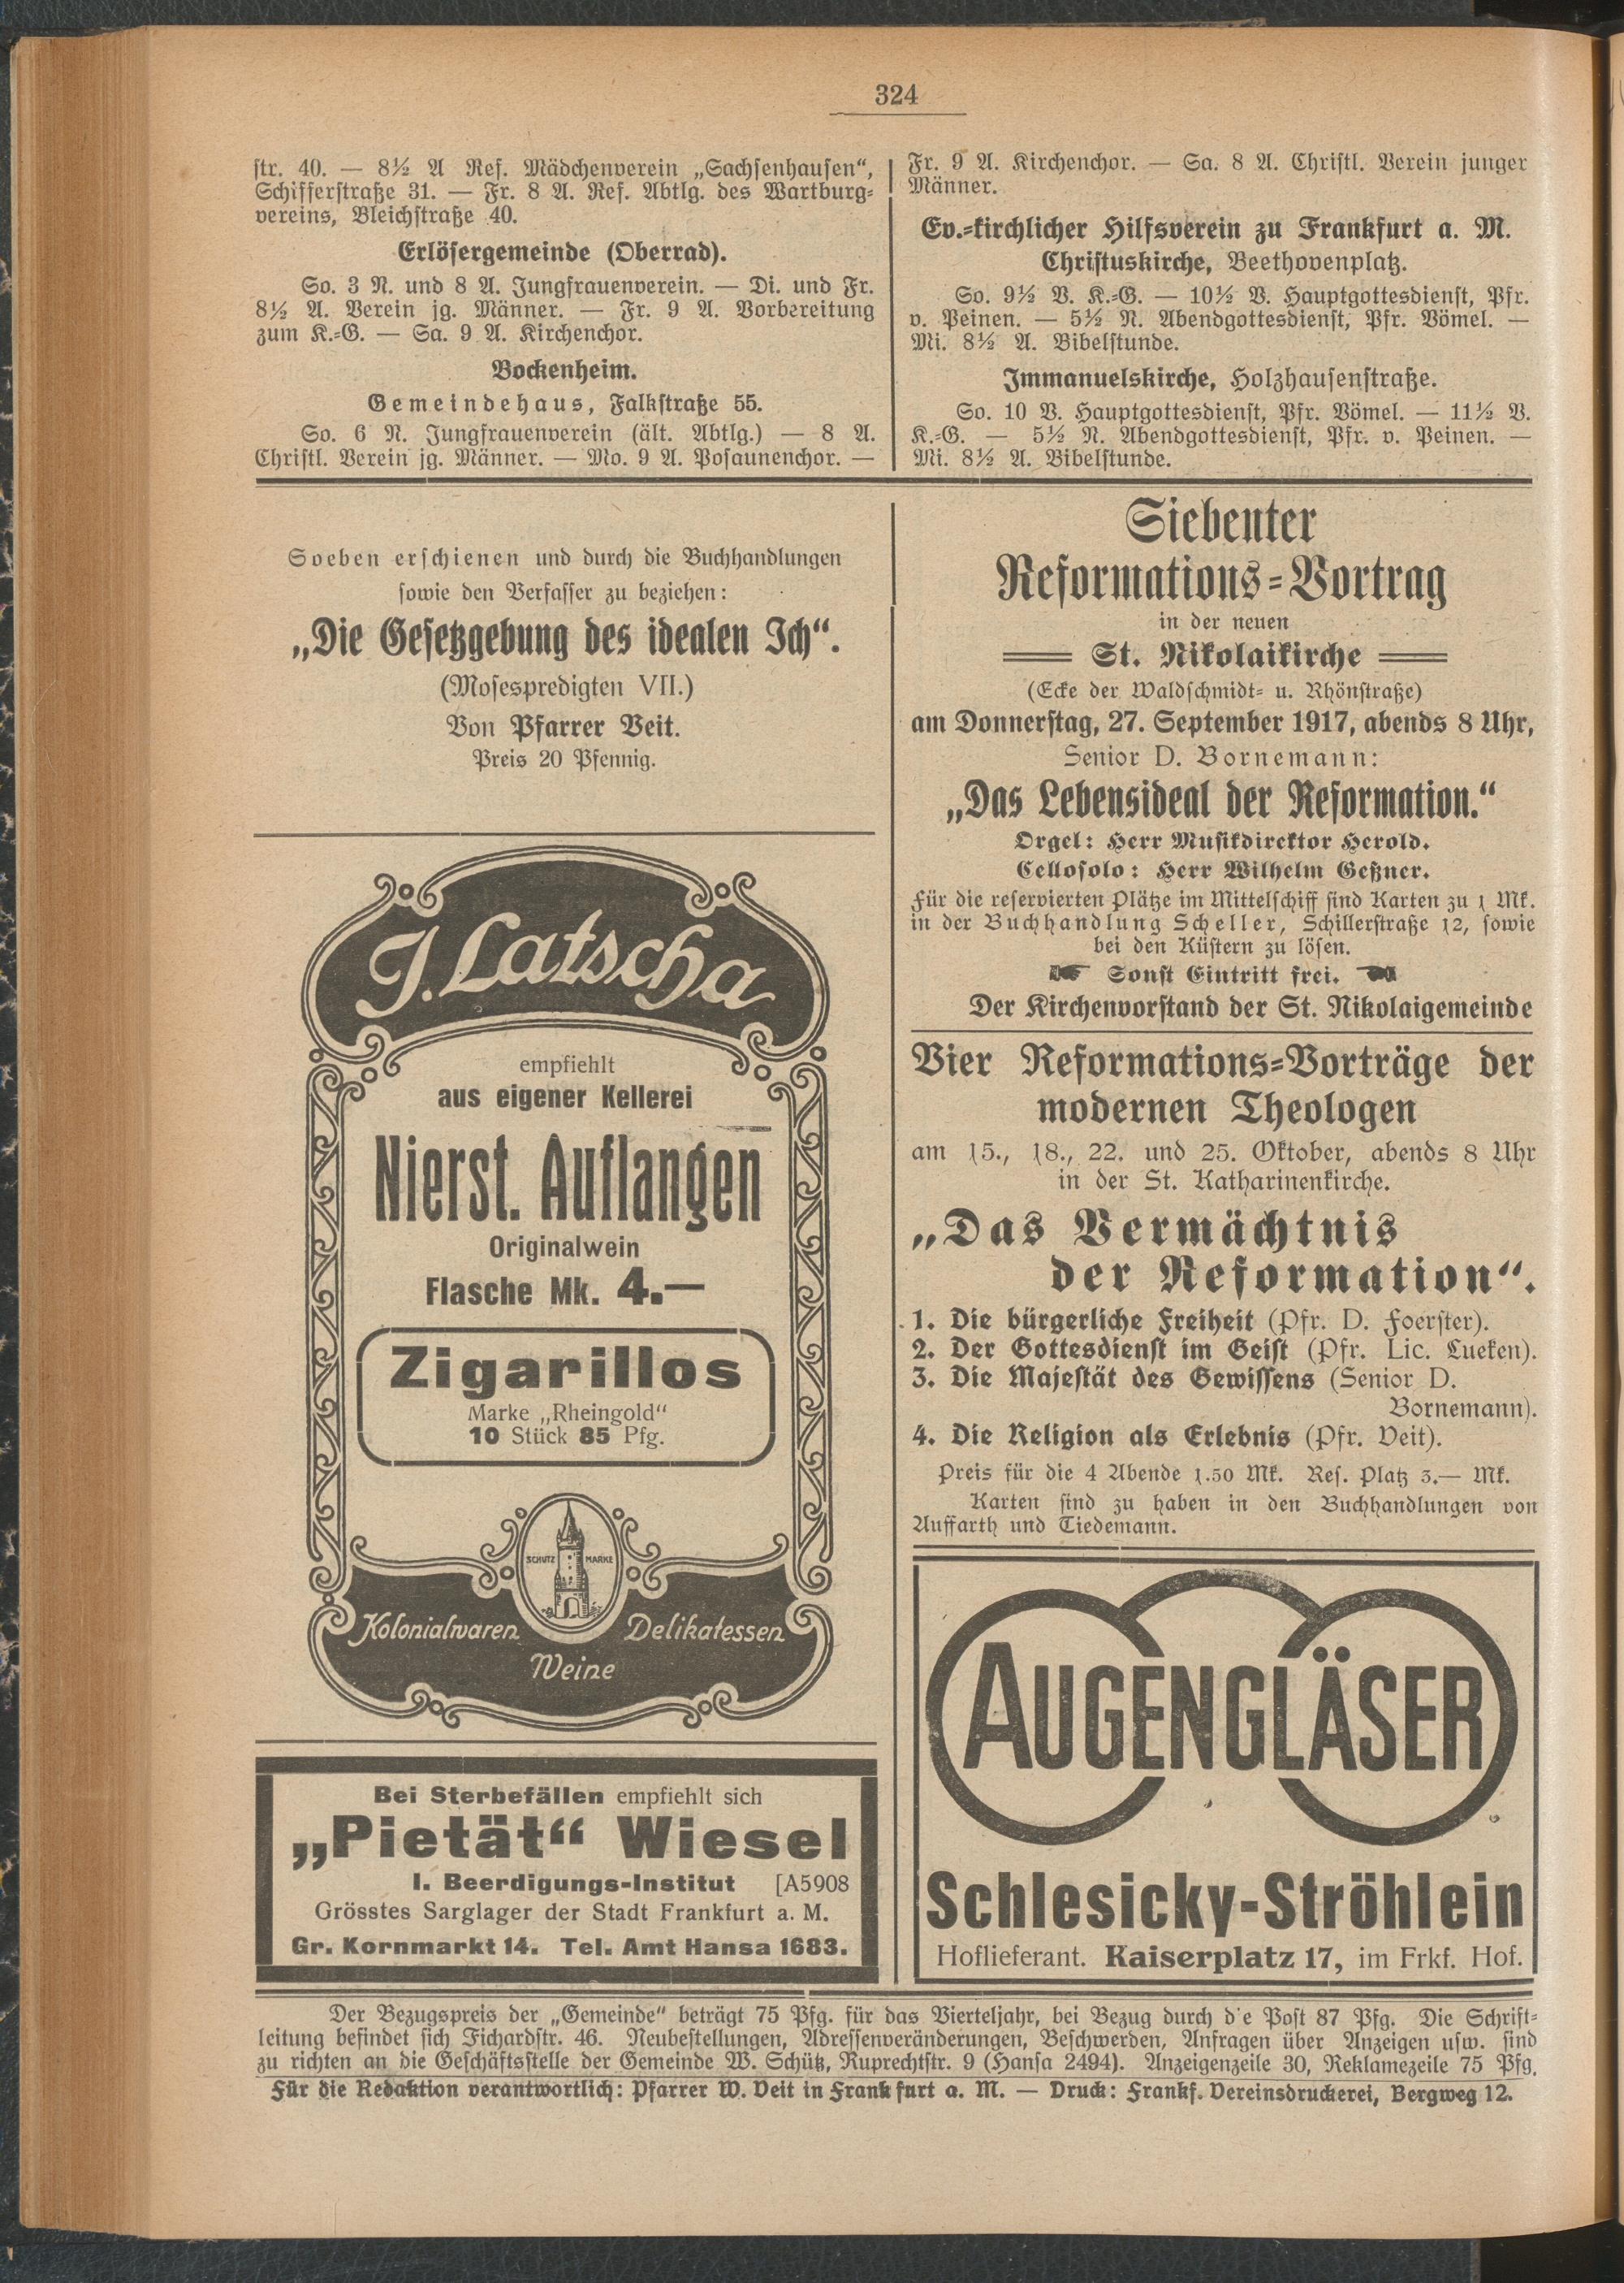 324
str. 40. — 8½ A Ref. Mädchenverein „Sachsenhausen“,
Schifferstraße 31. — Fr. 8 A. Ref. Abtlg. des Wartburg-
vereins, Bleichstraße 40.
Erlösergemeinde (Oberrad).
So. 3 N. und 8 A. Jungfrauenverein. — Di. und Fr.
8½ A. Verein jg. Männer. — Fr. 9 A. Vorbereitung
zum K.-G. — Sa. 9 A. Kirchenchor.
Bockenheim.
Gemeindehaus, Falkstraße 55.
So. 6 N. Jungfrauenverein (ält. Abtlg.) — 8 A.
Christl. Verein jg. Männer. — Mo. 9 A. Posaunenchor. —
Fr. 9 A. Kirchenchor. — Sa. 8 A. Christl. Verein junger
Männer.
Ev.-kirchlicher Hilfsverein zu Frankfurt a. M.
Christuskirche, Beethovenplatz.
So. 9½ V. K.-G. — 10½ V. Hauptgottesdienst, Pfr.
v. Peinen. — 5½ N. Abendgottesdienst, Pfr. Vömel. —
Mi. 8½ A. Bibelstunde.
Immanuelskirche, Holzhausenstraße.
So. 10 V. Hauptgottesdienst, Pfr. Vömel. — 11½ V.
K.-G. — 5½ N. Abendgottesdienst, Pfr. v. Peinen. —
Mi. 8½ A. Bibelstunde.
Soeben erschienen und durch die Buchhandlungen
sowie den Verfasser zu beziehen:
„Die Gesetzgebung des idealen Ich“.
(Mosespredigten VII.)
Von Pfarrer Veit.
Preis 20 Pfennig.
J. Latscha
empfiehlt
aus eigener Kellerei
Nierst. Auflangen
Originalwein
Flasche Mk. 4.—
Zigarillos
Marke „Rheingold“
10 Stück 85 Pfg.
SCHUTZ MARKE
Kolonialwaren Delikatessen
Weine
Bei Sterbefällen empfiehlt sich
„Pietät“ Wiesel
I. Beerdigungs-Institut [A5908
Grösstes Sarglager der Stadt Frankfurt a. M.
Gr. Kornmarkt 14. Tel. Amt Hansa 1683.
Siebenter
Reformations-Vortrag
in der neuen
St. Nikolaikirche
(Ecke der Waldschmidt- u. Rhönstraße)
am Donnerstag, 27. September 1917, abends 8 Uhr,
Senior D. Bornemann:
„Das Lebensideal der Reformation.“
Orgel: Herr Musikdirektor Herold.
Cellosolo: Herr Wilhelm Geßner.
Für die reservierten Plätze im Mittelschiff sind Karten zu 1 Mk.
in der Buchhandlung Scheller, Schillerstraße 12, sowie
bei den Küstern zu lösen.
Sonst Eintritt frei.
Der Kirchenvorstand der St. Nikolaigemeinde
Vier Reformations-Vorträge der
modernen Theologen
am 15., 18., 22. und 25. Oktober, abends 8 Uhr
in der St. Katharinenkirche.
„Das Vermächtnis
der Reformation“.
1. Die bürgerliche Freiheit (Pfr. D. Foerster).
2. Der Gottesdienst im Geist (Pfr. Lic. Lueken).
3. Die Majestät des Gewissens (Senior D.
Bornemann).
4. Die Religion als Erlebnis (Pfr. Veit).
Preis für die 4 Abende 1.50 Mk. Res. Platz 3.— Mk.
Karten sind zu haben in den Buchhandlungen von
Auffarth und Tiedemann.
AUGENGLÄSER
Schlesicky-Ströhlein
Hoflieferant. Kaiserplatz 17, im Frkf. Hof.
Der Bezugspreis der „Gemeinde“ beträgt 75 Pfg. für das Vierteljahr, bei Bezug durch d e Post 87 Pfg. Die Schrift-
leitung befindet sich Fichardstr. 46. Neubestellungen, Adressenveränderungen, Beschwerden, Anfragen über Anzeigen usw. sind
zu richten an die Geschäftsstelle der Gemeinde W. Schütz, Ruprechtstr. 9 (Hansa 2494). Anzeigenzeile 30, Reklamezeile 75 Pfg.
Für die Redaktion verantwortlich: Pfarrer W. Veit in Frankfurt a. M. — Druck: Frankf. Vereinsdruckerei, Bergweg 12.